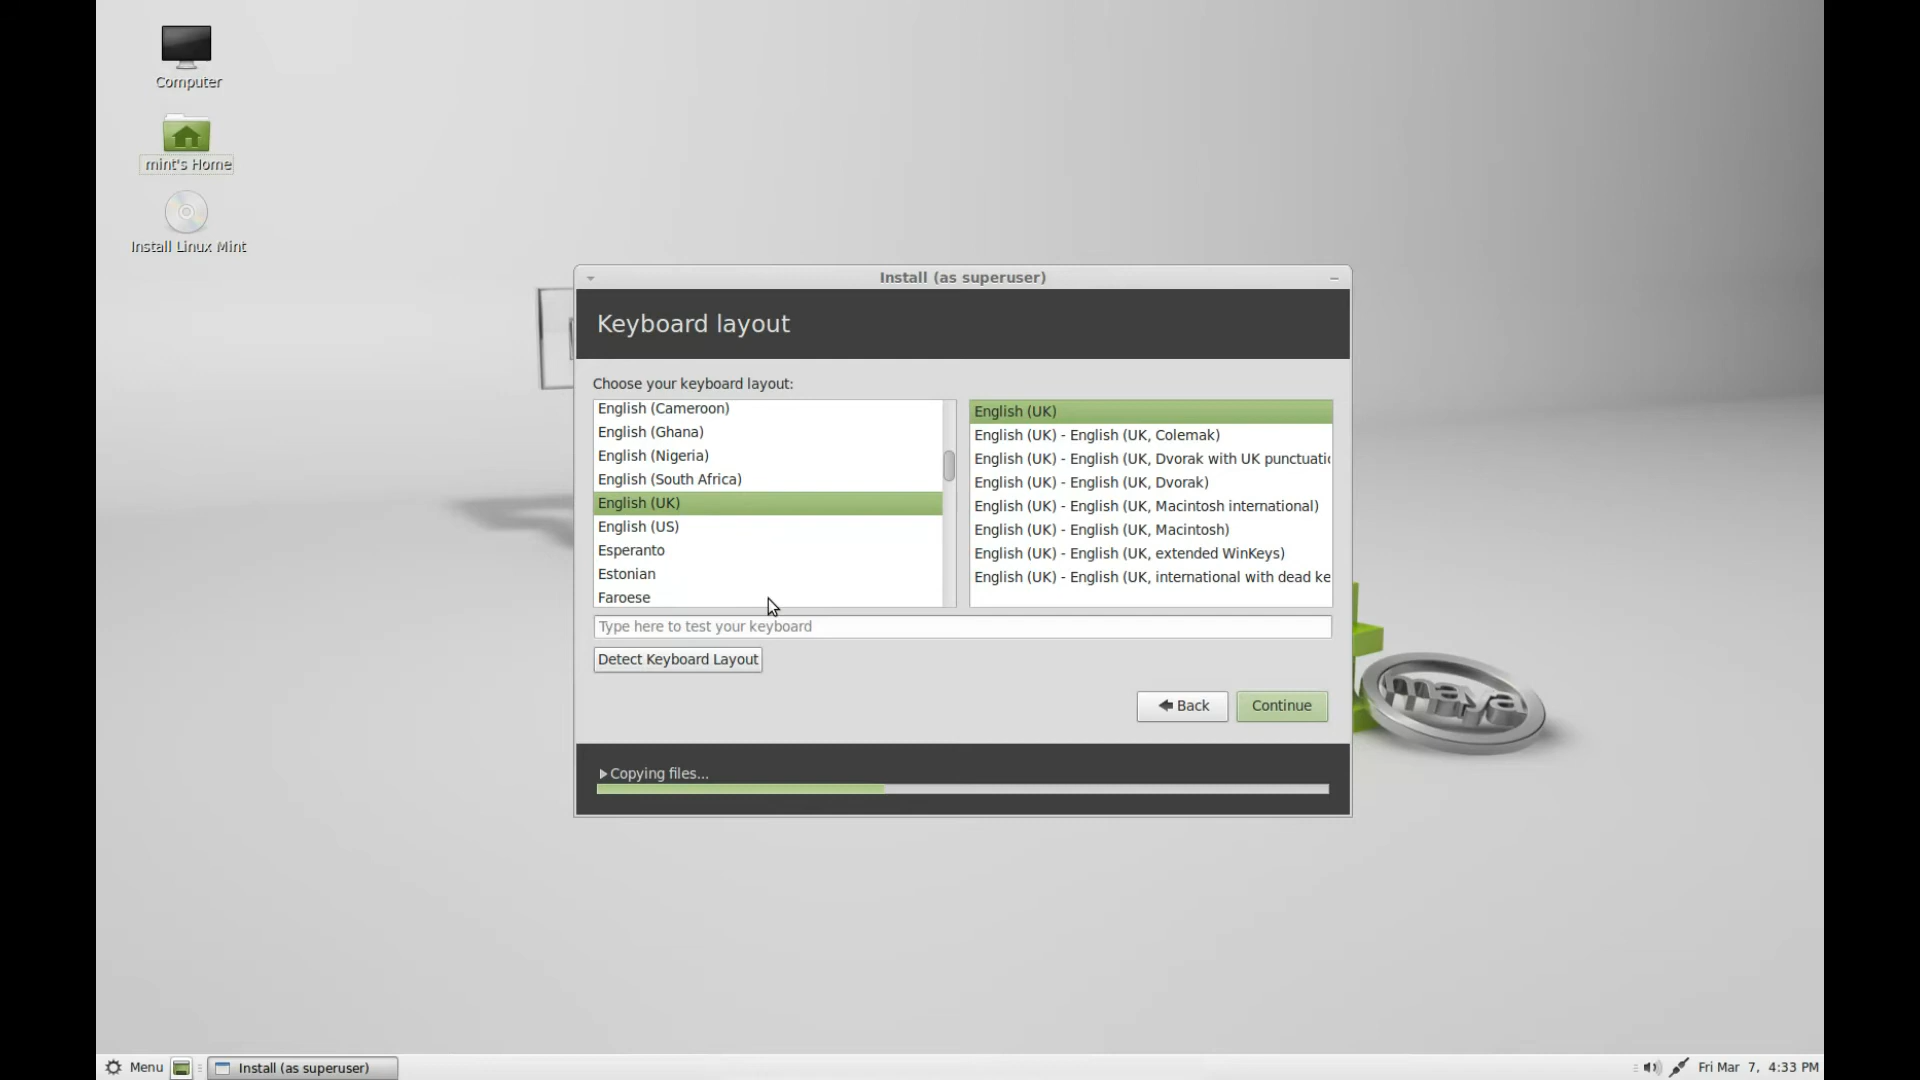 Computer
mint's Home
Install Linux Mint
Install (as superuser)
Keyboard layout
Choose your keyboard layout:
English (Cameroon)
English (Ghana)
English (Nigeria)
English (South Africa)
English (UK)
English (US)
Esperanto
Estonian
Faroese
English (UK)
English (UK) - English (UK, Colemak)
English (UK) - English (UK, Dvorak with UK punctuatio
English (UK) - English (UK, Dvorak)
English (UK) - English (UK, Macintosh international)
English (UK) - English (UK, Macintosh)
English (UK) - English (UK, extended WinKeys)
English (UK) - English (UK, international with dead ke
Type here to test your keyboard
Detect Keyboard Layout
Back
Continue
maya
Copying files...
Menu
Install (as superuser)
Fri Mar 7, 4:33 PM